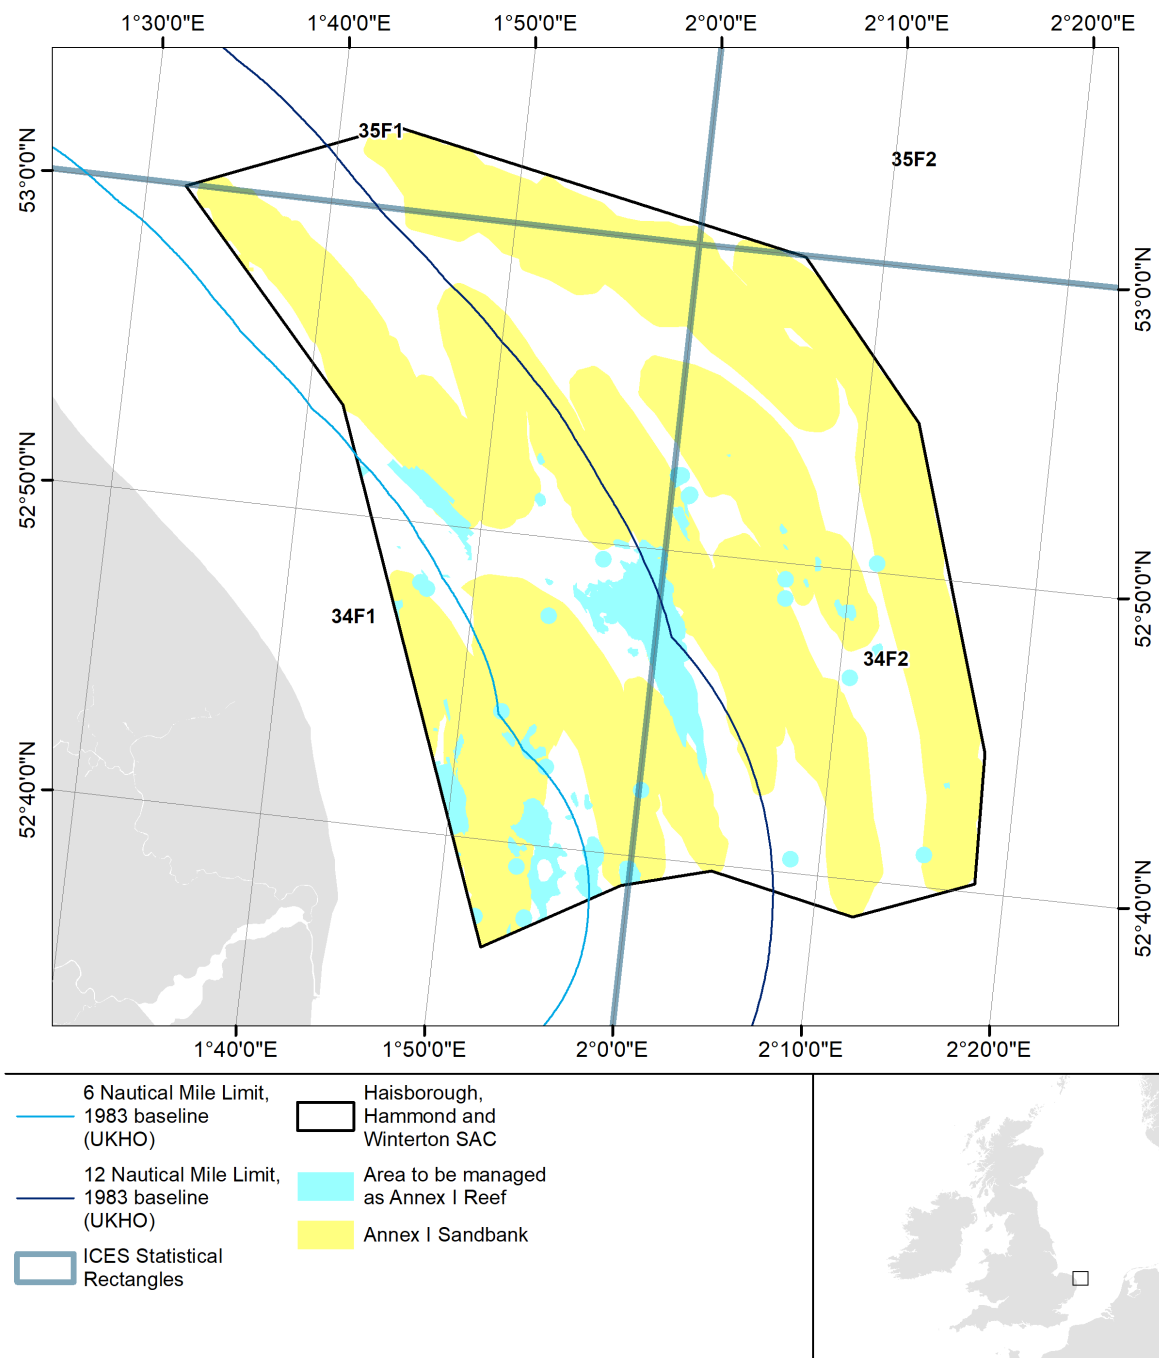 1°30'0"E 1°40'0"E 1°50'0"E 2°0'0"E 2°10'0"E 2°20'0"E
35F1
35F2
53°0'0"N
53°0'0"N
52°50'0"N
52°50'0"N
34F1
34F2
52°40'0"N
52°40'0"N
1°40'0"E 1°50'0"E 2°0'0"E 2°10'0"E 2°20'0"E
6 Nautical Mile Limit,
1983 baseline
(UKHO)
12 Nautical Mile Limit,
1983 baseline
(UKHO)
ICES Statistical
Rectangles
Haisborough,
Hammond and
Winterton SAC
Area to be managed
as Annex I Reef
Annex I Sandbank